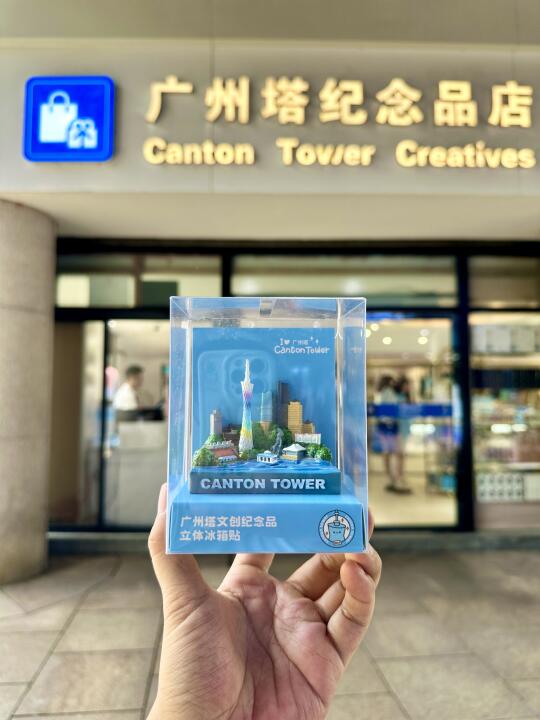 广州塔纪念品店
Canton Tower Creatives
I ♥ 广州塔
Canton Tower
CANTON TOWER
广州塔文创纪念品
立体冰箱贴